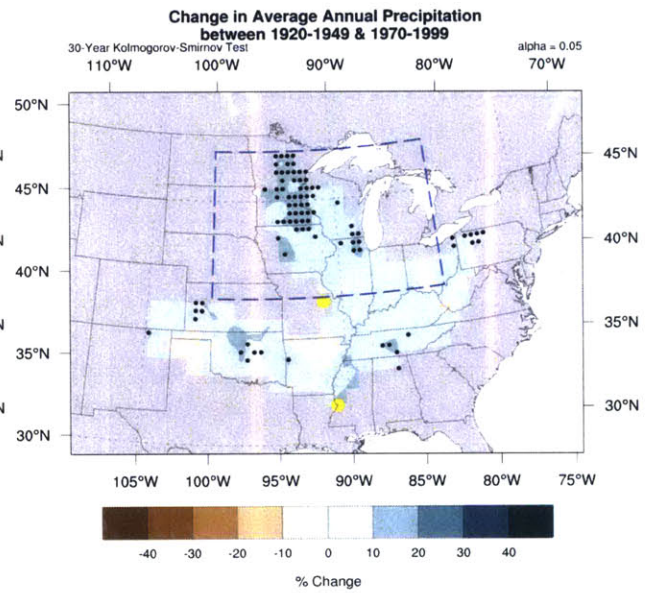 Change in Average Annual Precipitation
between 1920-1949 & 1970-1999
30-Year Kolmogorov-Smirnov Test alpha = 0.05
110°W 100°W 90°W 80°W 70°W
50°N
45°N
45°N
40°N
40°N
35°N
35°N
30°N
30°N
105°W 100°W 95°W 90°W 85°W 80°W 75°W
-40 -30 -20 -10 0 10 20 30 40
% Change